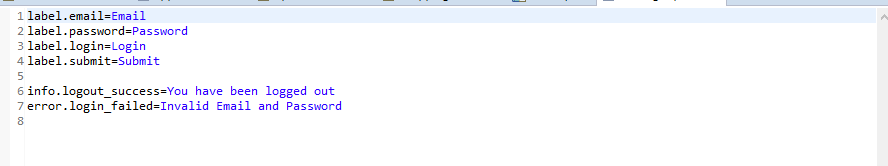 1 label.email=Email
2 label.password=Password
3 label.login=Login
4 label.submit=Submit
5
6 info.logout_success=You have been logged out
7 error.login_failed=Invalid Email and Password
8